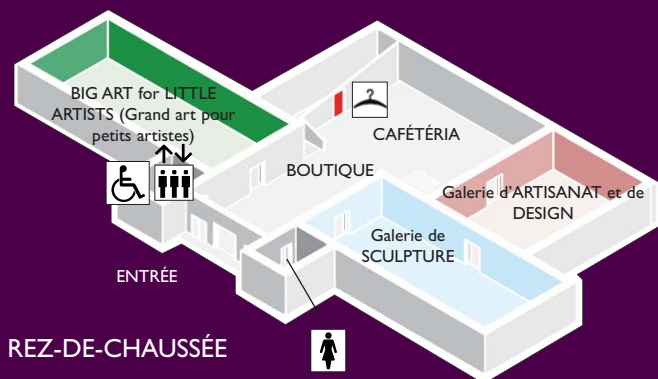 BIG ART for LITTLE
ARTISTS (Grand art pour
petits artistes)
CAFÉTÉRIA
BOUTIQUE
Galerie d'ARTISANAT et de
DESIGN
Galerie de
SCULPTURE
ENTRÉE
REZ-DE-CHAUSSÉE